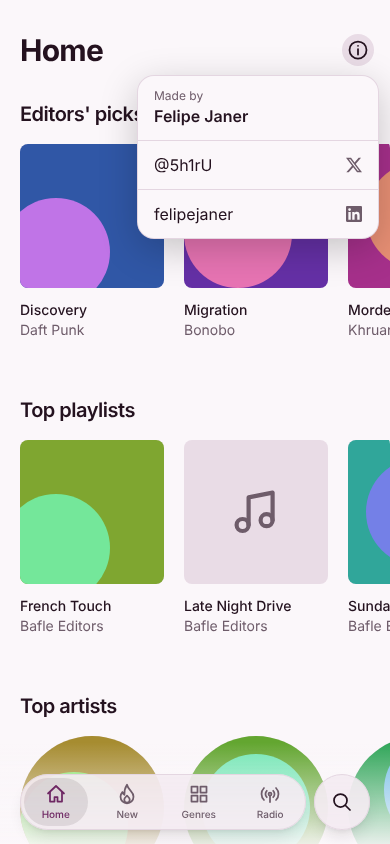 Home
Made by
Felipe Janer
@5h1rU
felipejaner
Editors' picks
Discovery
Daft Punk
Migration
Bonobo
Top playlists
French Touch
Bafle Editors
Late Night Drive
Bafle Editors
Top artists
Home
New
Genres
Radio